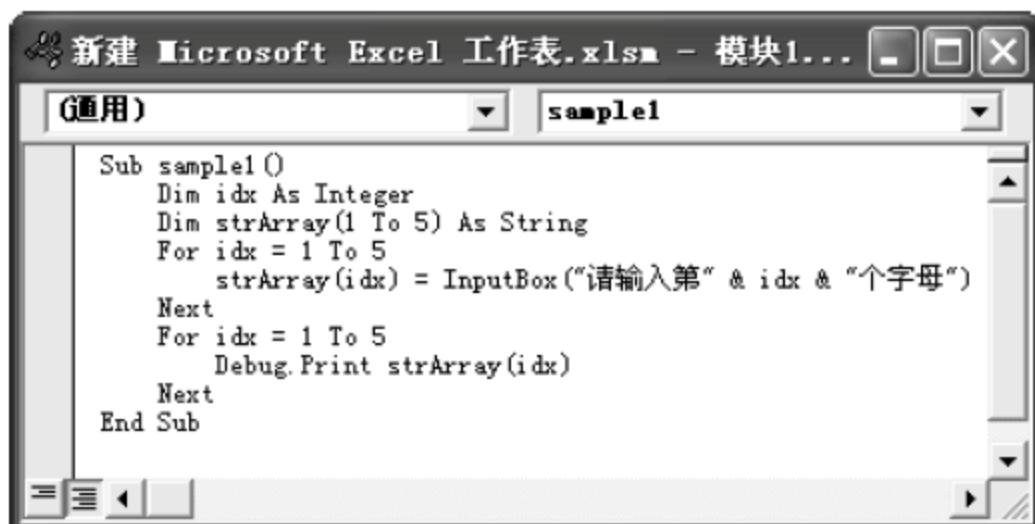 新建 Microsoft Excel 工作表.xlsm - 模块1...
(通用)
sample1
Sub sample1()
    Dim idx As Integer
    Dim strArray(1 To 5) As String
    For idx = 1 To 5
        strArray(idx) = InputBox("请输入第" & idx & "个字母")
    Next
    For idx = 1 To 5
        Debug.Print strArray(idx)
    Next
End Sub